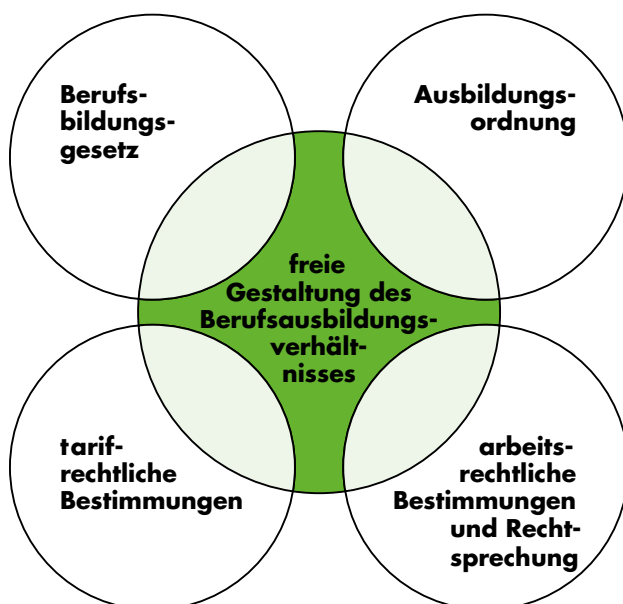 Berufs-
bildungs-
gesetz
Ausbildungs-
ordnung
freie
Gestaltung des
Berufsausbildungs-
verhält-
nisses
tarif-
rechtliche
Bestimmungen
arbeits-
rechtliche
Bestimmungen
und Recht-
sprechung